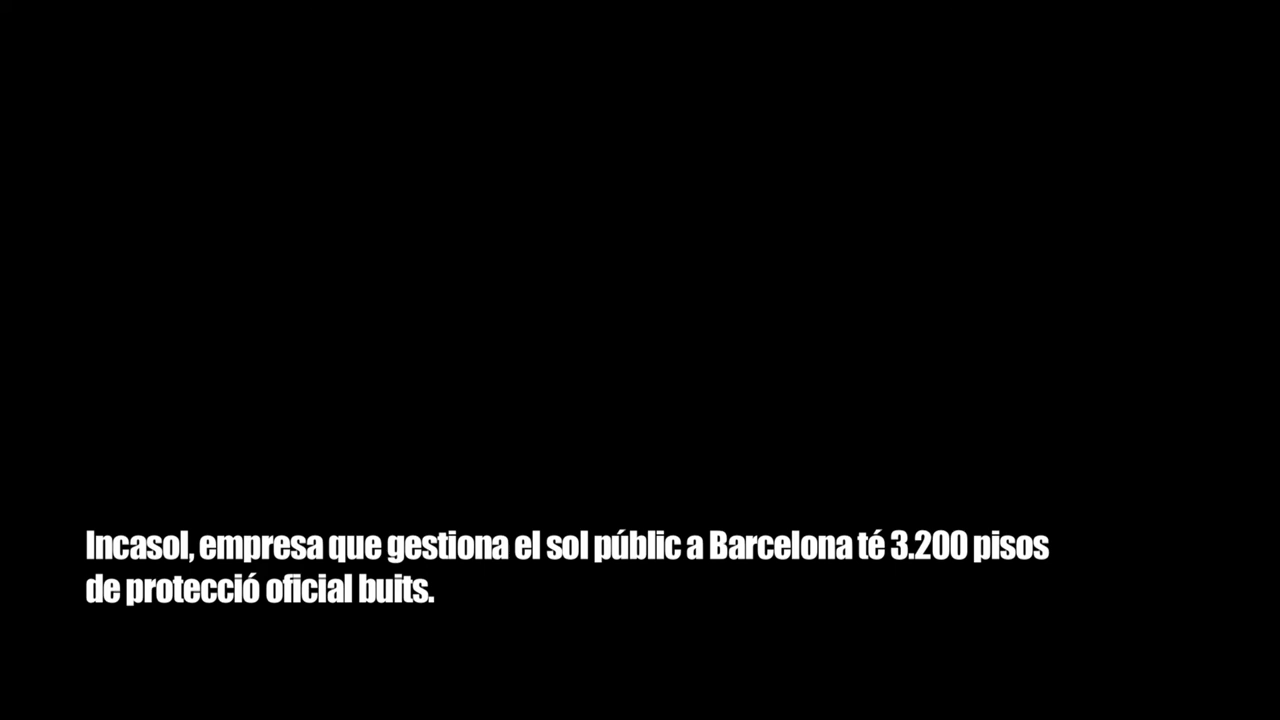 Incasol, empresa que gestiona el sol públic a Barcelona té 3.200 pisos
de protecció oficial buits.